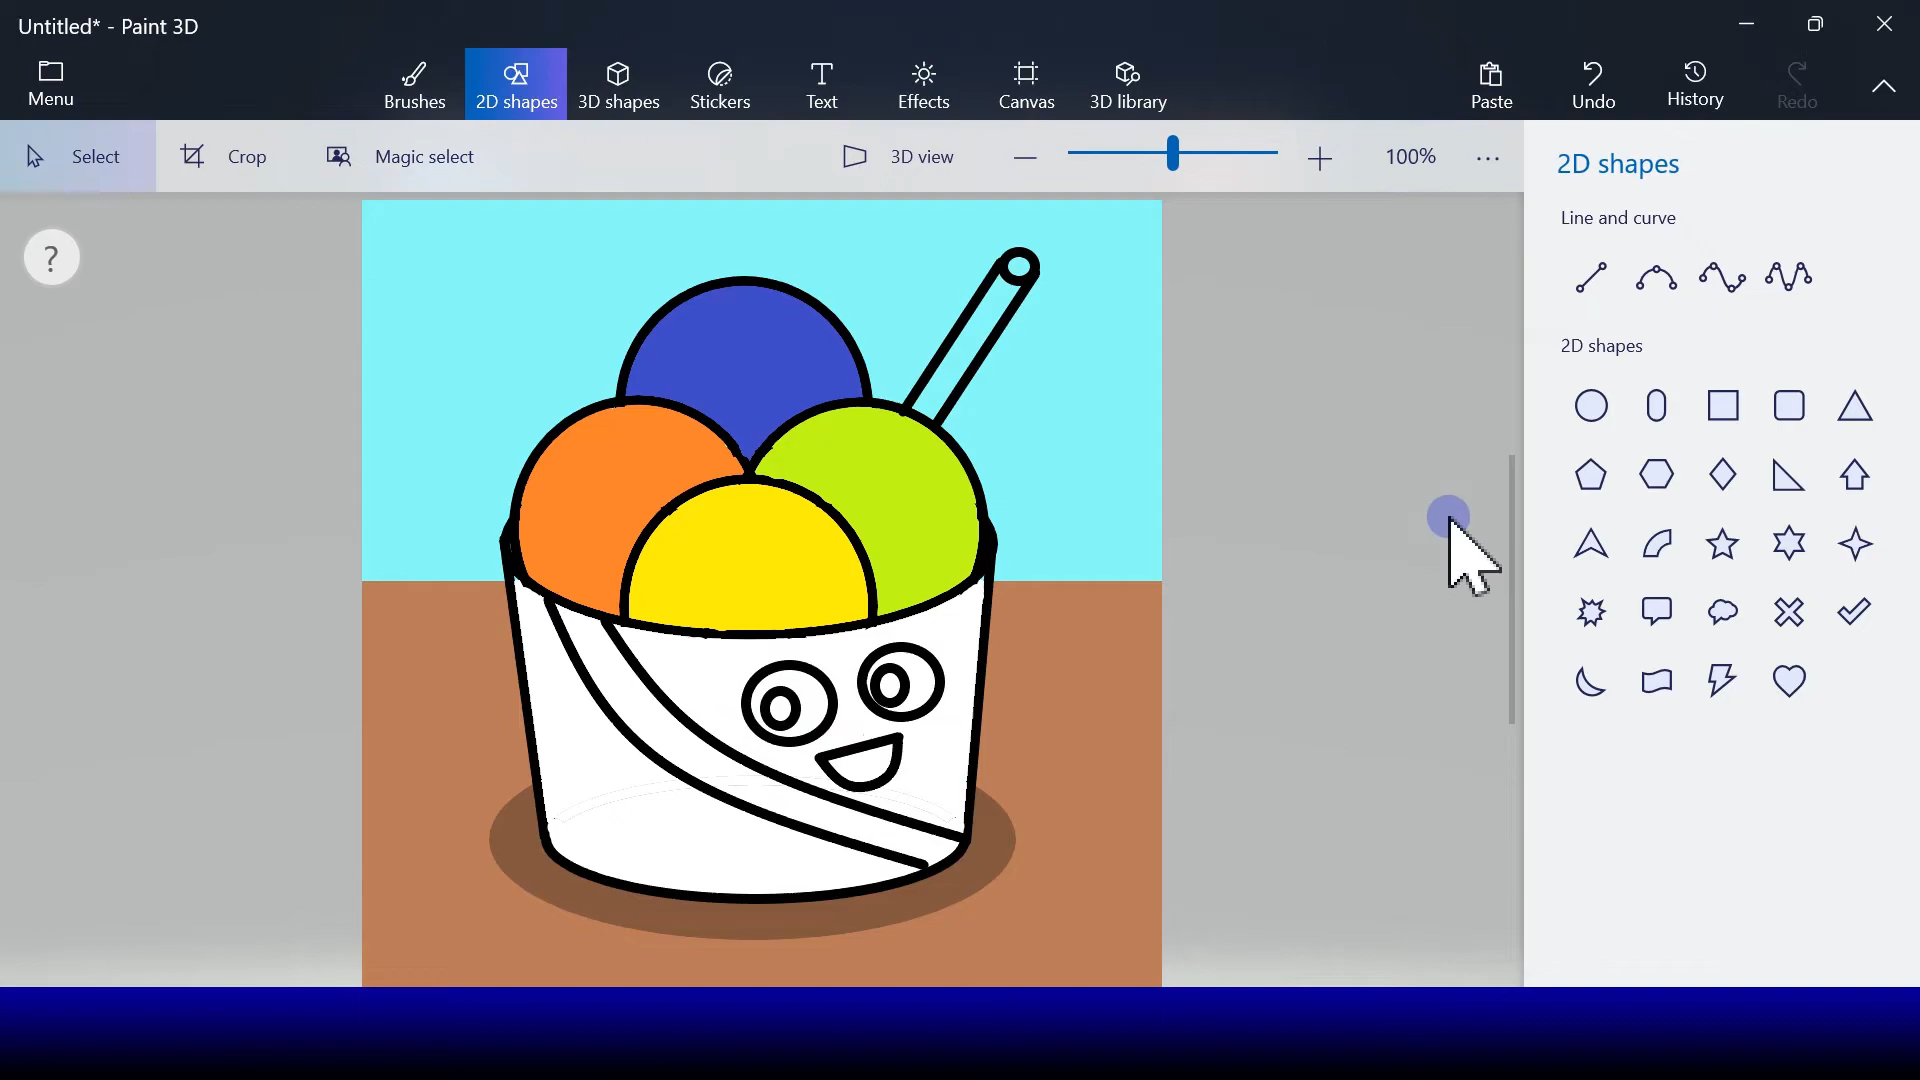 Untitled* - Paint 3D
Menu
Brushes
2D shapes
3D shapes
Stickers
Text
Effects
Canvas
3D library
Paste
Undo
History
Redo
Select
Crop
Magic select
3D view
100%
2D shapes
Line and curve
?
2D shapes